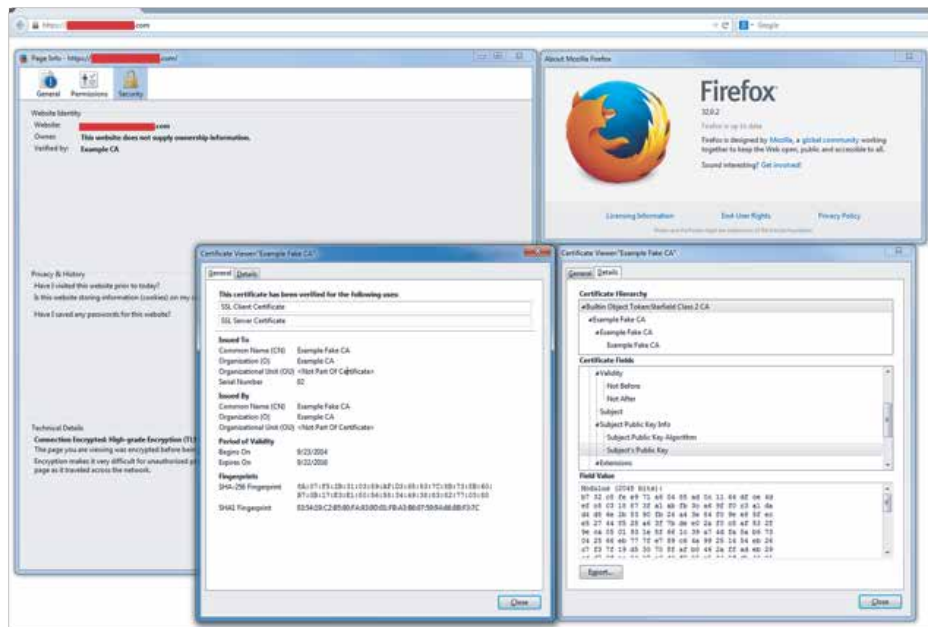 https://
.com
Google
Page Info - https://
.com/
General Permissions Security
Website Identity
Website:
.com
Owner: This website does not supply ownership information.
Verified by: Example CA
Privacy & History
Have I visited this website prior to today?
Is this website storing information (cookies) on my
Have I saved any passwords for this website?
Technical Details
Connection Encrypted: High-grade Encryption (TL
The page you are viewing was encrypted before bein
Encryption makes it very difficult for unauthorized p
page as it traveled across the network.
About Mozilla Firefox
Firefox
32.0.2
Firefox is up to date
Firefox is designed by Mozilla, a global community working
together to keep the Web open, public and accessible to all.
Sound interesting? Get involved!
Licensing Information End-User Rights Privacy Policy
Certificate Viewer:"Example Fake CA"
General Details
This certificate has been verified for the following uses:
SSL Client Certificate
SSL Server Certificate
Issued To
Common Name (CN) Example Fake CA
Organization (O) Example CA
Organizational Unit (OU) <Not Part Of Certificate>
Serial Number 02
Issued By
Common Name (CN) Example Fake CA
Organization (O) Example CA
Organizational Unit (OU) <Not Part Of Certificate>
Period of Validity
Begins On 9/23/2014
Expires On
Fingerprints
SHA-256 Fingerprint
SHA1 Fingerprint
Close
Certificate Viewer:"Example Fake CA"
General Details
Certificate Hierarchy
Builtin Object Token:Starfield Class 2 CA
Example Fake CA
Example Fake CA
Example Fake CA
Certificate Fields
Validity
Not Before
Not After
Subject
Subject Public Key Info
Subject Public Key Algorithm
Subject's Public Key
Extensions
Field Value
Modulus (2048 bits):
Export...
Close